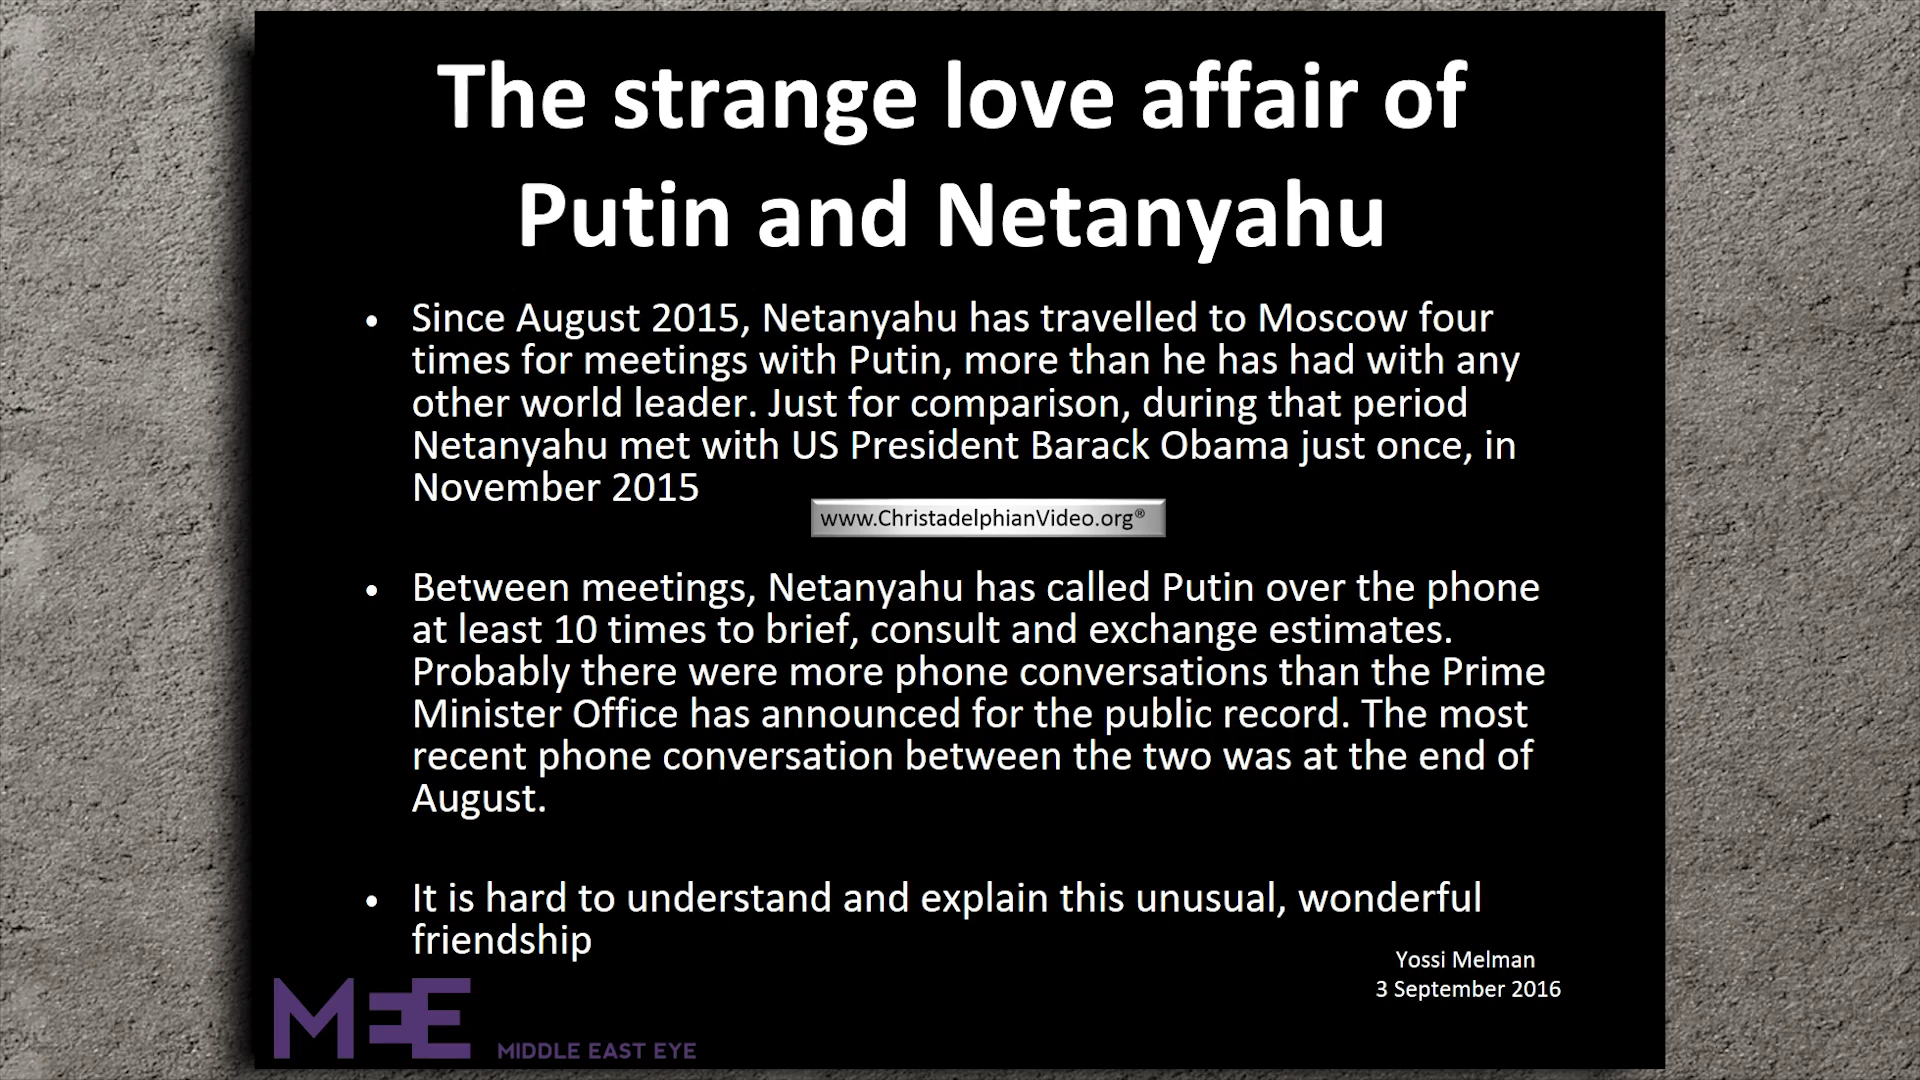 The strange love affair of
Putin and Netanyahu
• Since August 2015, Netanyahu has travelled to Moscow four
times for meetings with Putin, more than he has had with any
other world leader. Just for comparison, during that period
Netanyahu met with US President Barack Obama just once, in
November 2015
www.ChristadelphianVideo.org®
• Between meetings, Netanyahu has called Putin over the phone
at least 10 times to brief, consult and exchange estimates.
Probably there were more phone conversations than the Prime
Minister Office has announced for the public record. The most
recent phone conversation between the two was at the end of
August.
• It is hard to understand and explain this unusual, wonderful
friendship
Yossi Melman
3 September 2016
MEE MIDDLE EAST EYE